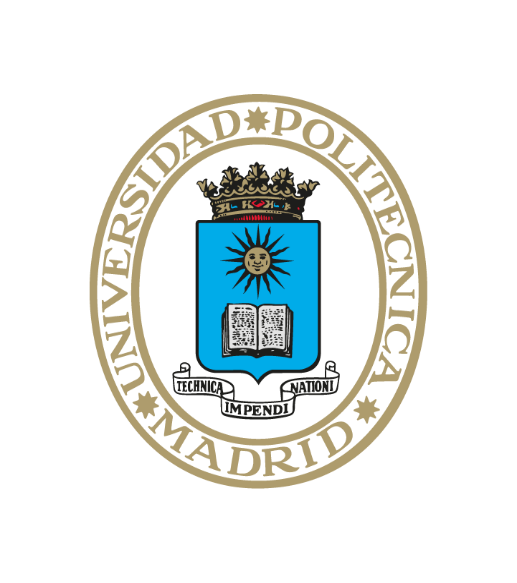 UNIVERSIDAD POLITECNICA
MADRID
TECHNICA IMPENDI NATIONI